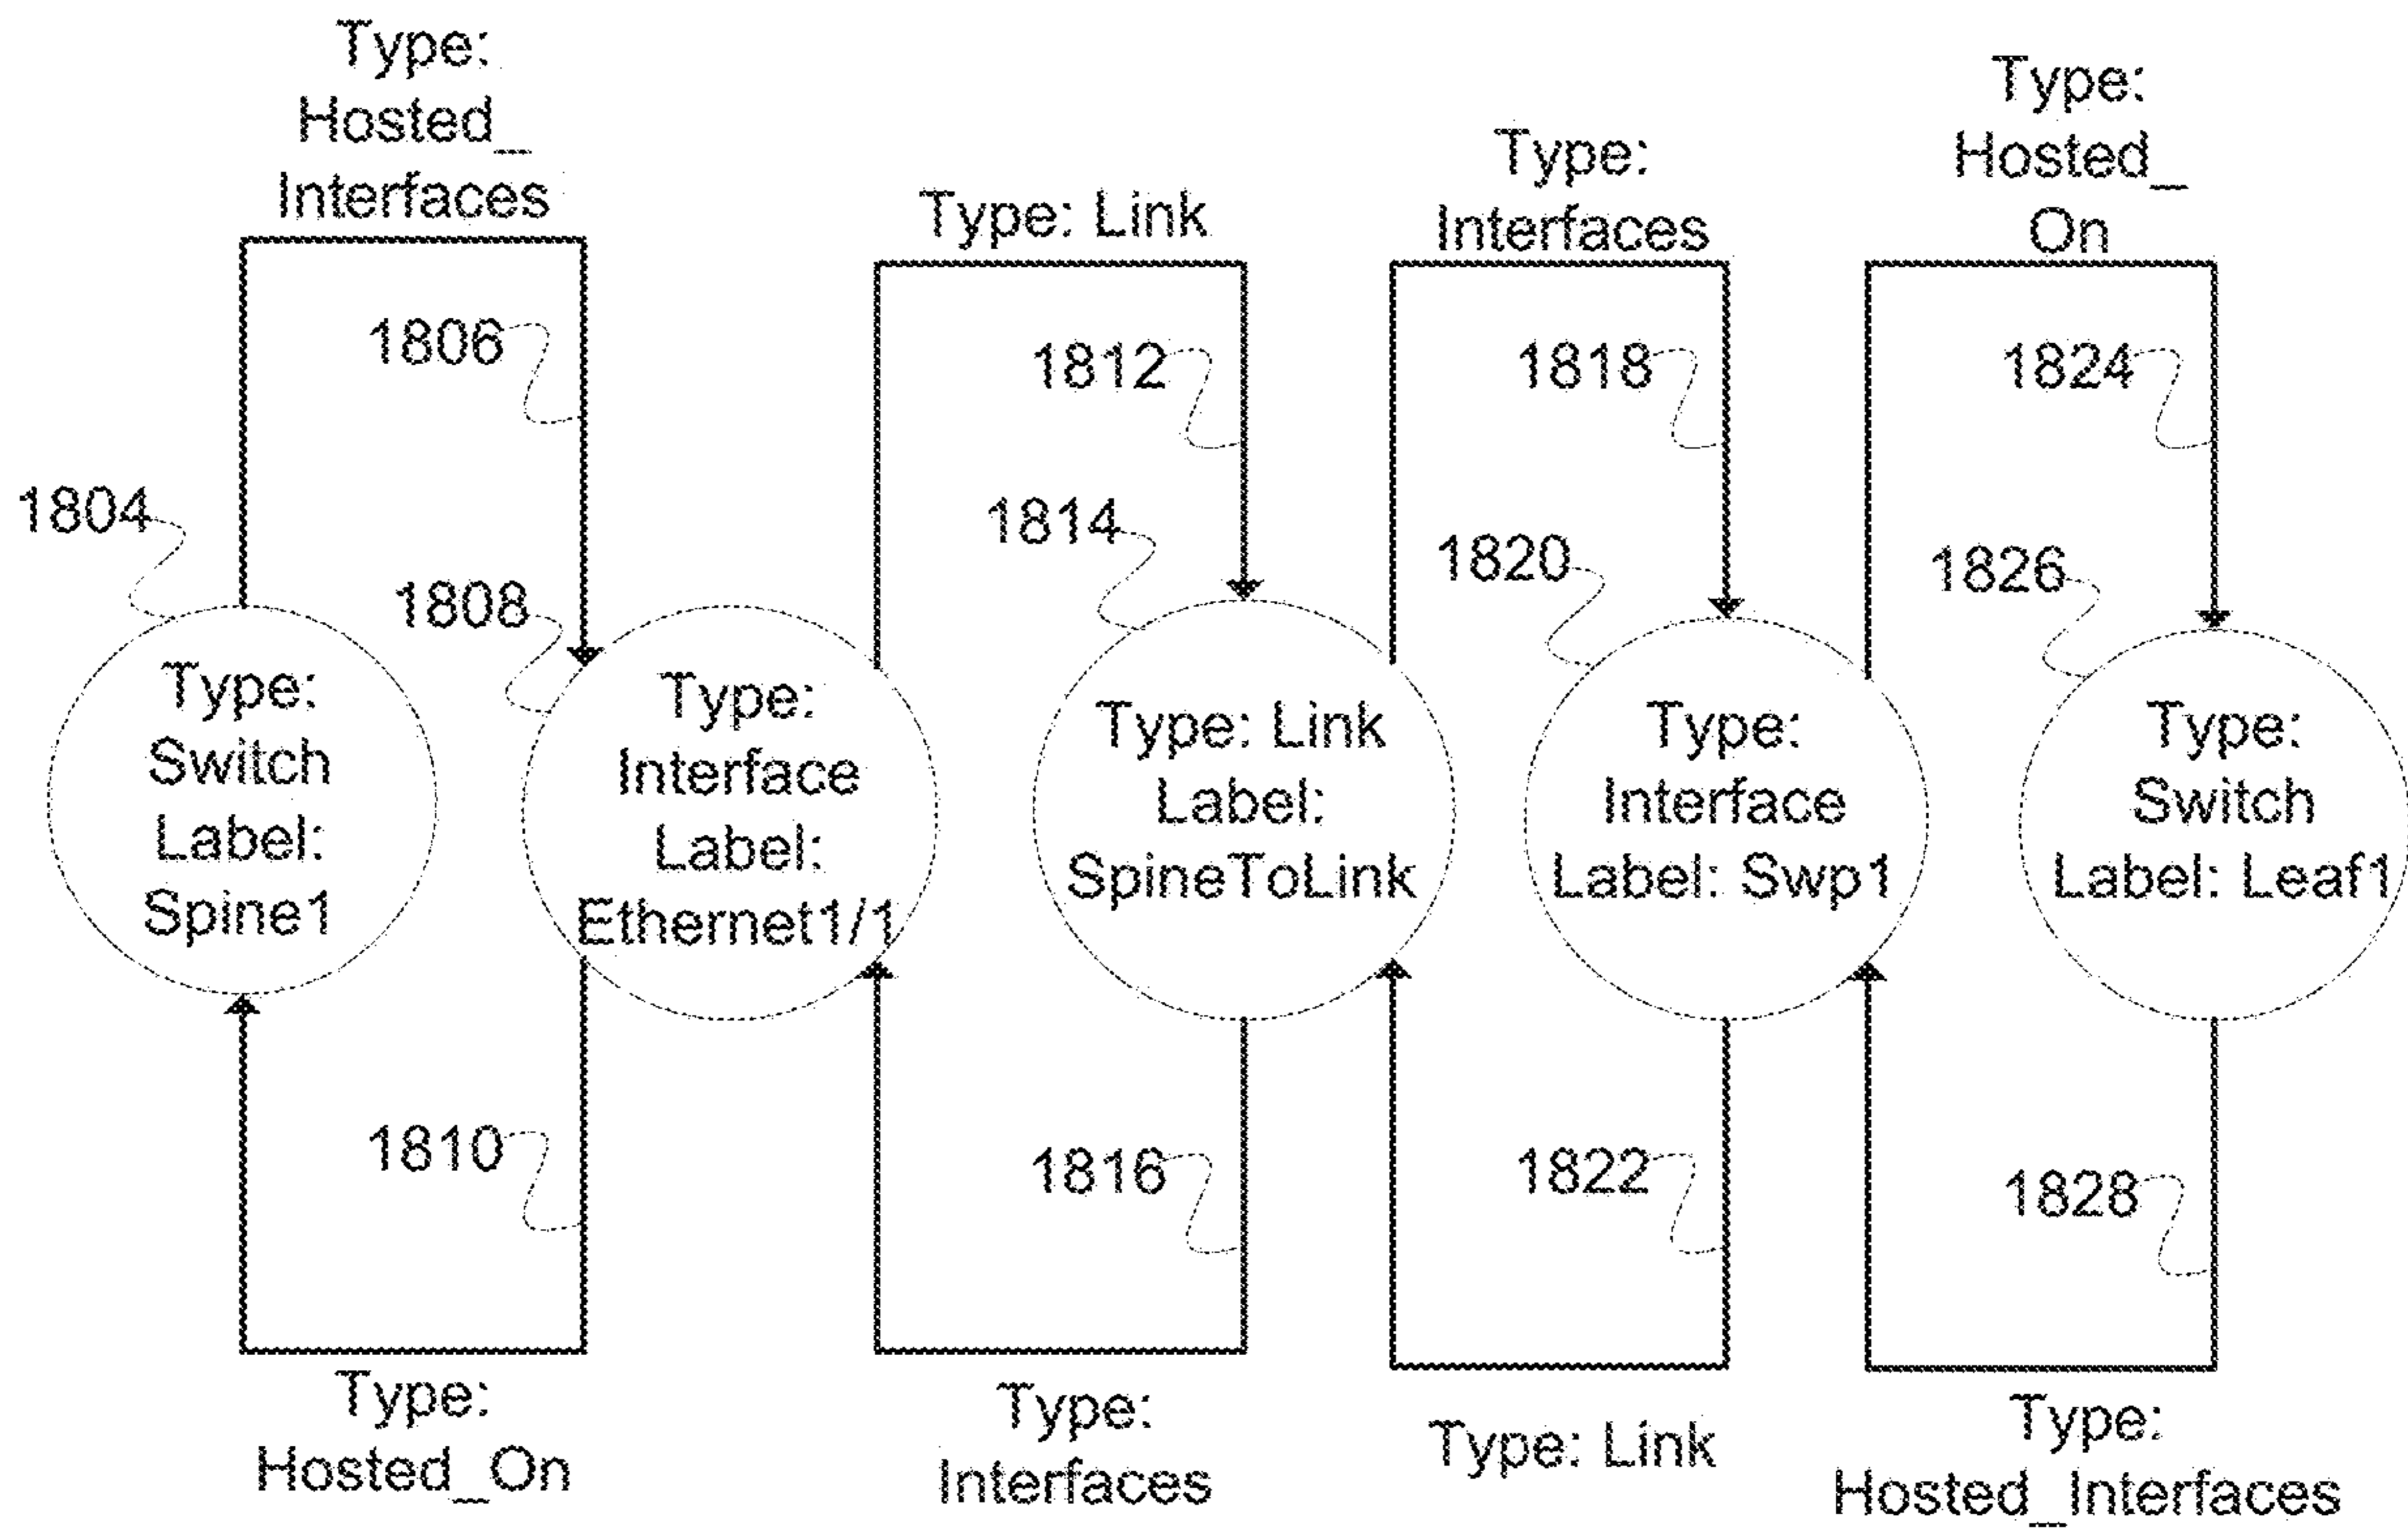 Type:
Hosted_
Interfaces
Type: Link
Type:
Interfaces
Type:
Hosted_
On
1806
1812
1818
1824
1804
1814
1808
1820
1826
Type:
Switch
Label:
Spine1
Type:
Interface
Label:
Ethernet1/1
Type: Link
Label:
SpineToLink
Type:
Interface
Label: Swp1
Type:
Switch
Label: Leaf1
1810
1816
1822
1828
Type:
Hosted_On
Type:
Interfaces
Type: Link
Type:
Hosted_Interfaces